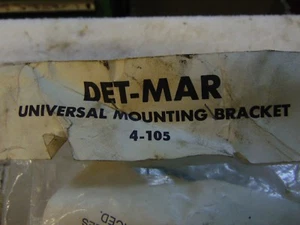 DET-MAR
UNIVERSAL MOUNTING BRACKET
4-105